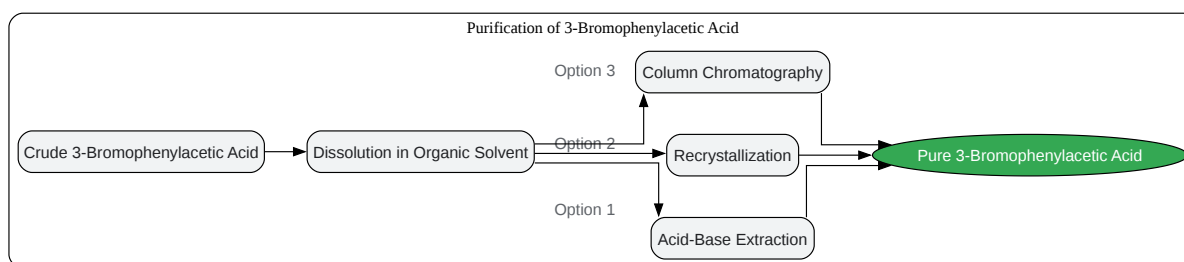 Purification of 3-Bromophenylacetic Acid
Option 3
Column Chromatography
Crude 3-Bromophenylacetic Acid
Dissolution in Organic Solvent
Option 2
Recrystallization
Pure 3-Bromophenylacetic Acid
Option 1
Acid-Base Extraction